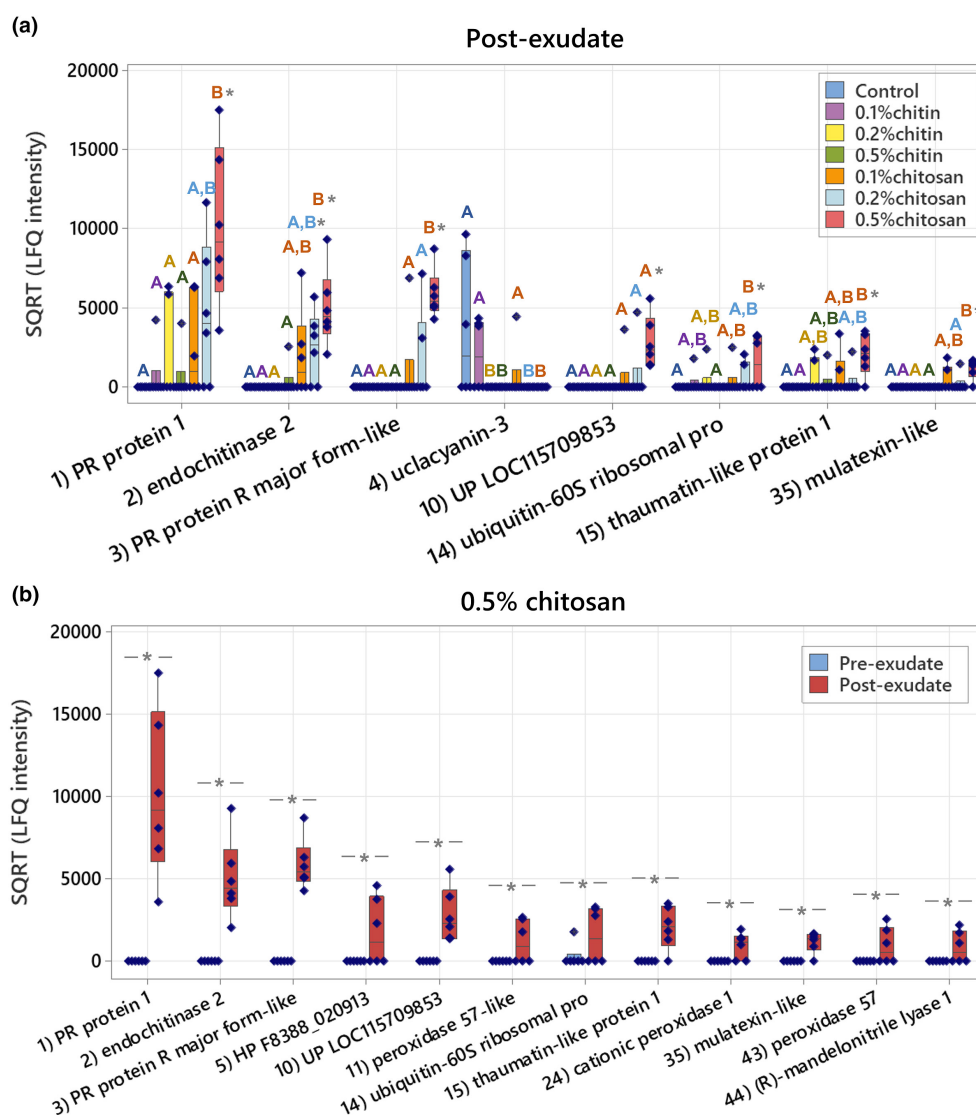 (a)
Post-exudate
SQRT (LFQ intensity)
20000
15000
10000
5000
0
Control
0.1%chitin
0.2%chitin
0.5%chitin
0.1%chitosan
0.2%chitosan
0.5%chitosan
A A A A A A,B B*
A A A A A,B A,B* B*
A A A A A A B*
A A B B A B B
A A A A A A A*
A A,B A,B A A,B A,B B*
A A A,B A,B A,B A,B B*
A A A A A,B A B*
1) PR protein 1
2) endochitinase 2
3) PR protein R major form-like
4) uclacyanin-3
10) UP LOC115709853
14) ubiquitin-60S ribosomal pro
15) thaumatin-like protein 1
35) mulatexin-like
(b)
0.5% chitosan
SQRT (LFQ intensity)
20000
15000
10000
5000
0
Pre-exudate
Post-exudate
* * * * * * * * * * * *
1) PR protein 1
2) endochitinase 2
3) PR protein R major form-like
5) HP F8388_020913
10) UP LOC115709853
11) peroxidase 57-like
14) ubiquitin-60S ribosomal pro
15) thaumatin-like protein 1
24) cationic peroxidase 1
35) mulatexin-like
43) peroxidase 57
44) (R)-mandelonitrile lyase 1